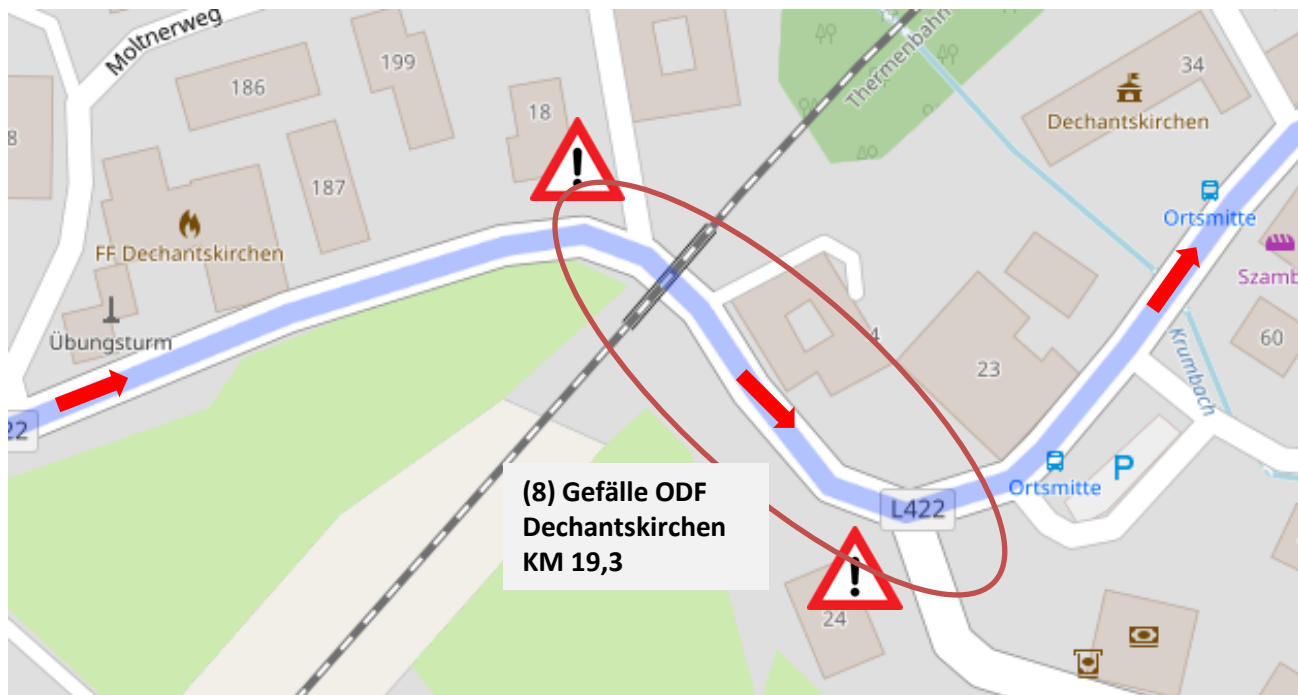 Moltnerweg
199
186
18
187
8
FF Dechantskirchen
Übungsturm
22
Thermenbahn
34
Dechantskirchen
Ortsmitte
Szamb
60
Krumbach
4
23
P
Ortsmitte
L422
(8) Gefälle ODF
Dechantskirchen
KM 19,3
24